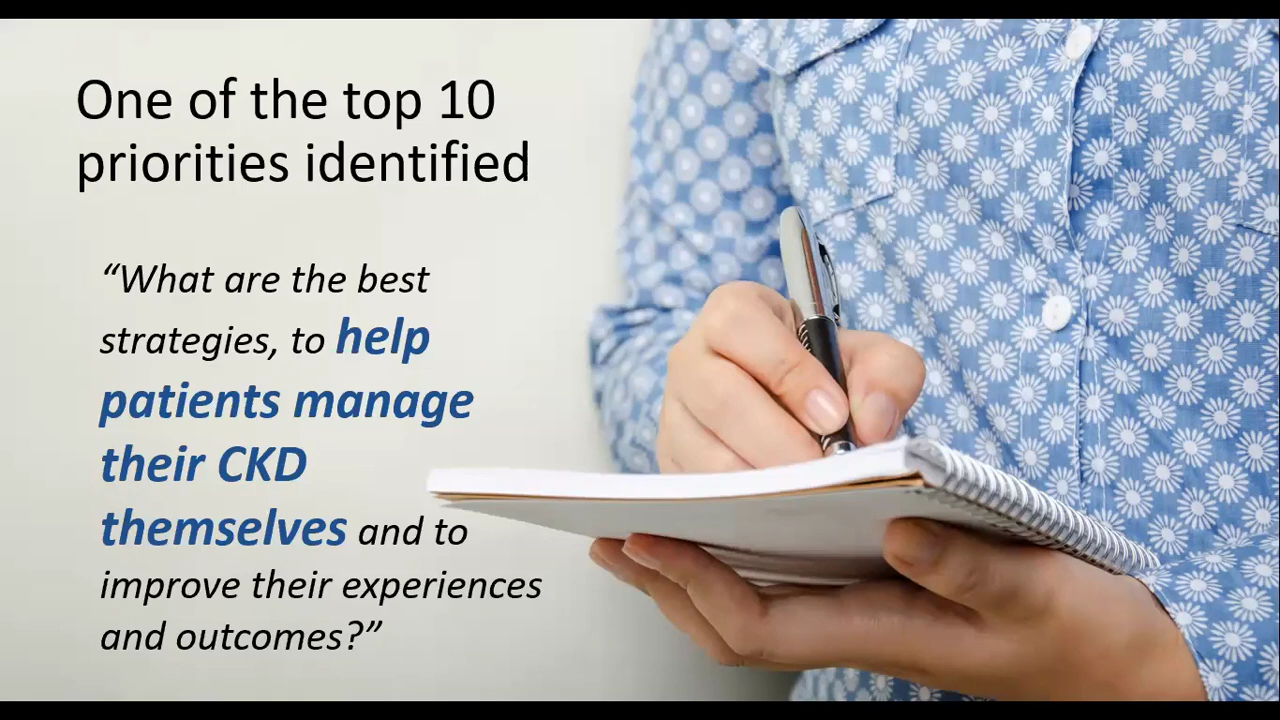 One of the top 10
priorities identified
“What are the best
strategies, to help
patients manage
their CKD
themselves and to
improve their experiences
and outcomes?”